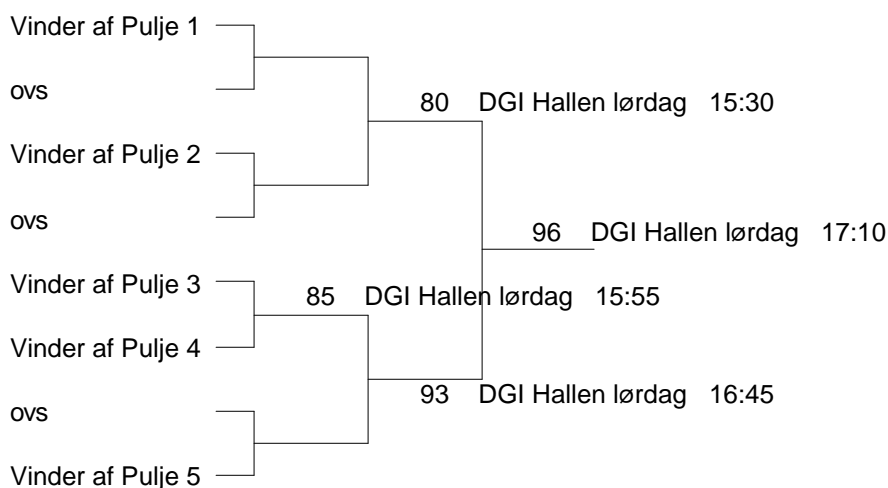 Vinder af Pulje 1
ovs
80 DGI Hallen lørdag 15:30
Vinder af Pulje 2
ovs
96 DGI Hallen lørdag 17:10
Vinder af Pulje 3
85 DGI Hallen lørdag 15:55
Vinder af Pulje 4
93 DGI Hallen lørdag 16:45
ovs
Vinder af Pulje 5